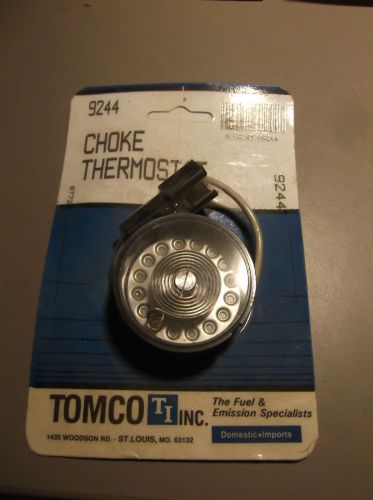 9244
CHOKE
THERMOST
9244
TOMCO TI INC.
The Fuel &
Emission Specialists
1435 WOODSON RD. - ST.LOUIS, MO. 63132
Domestic•Imports